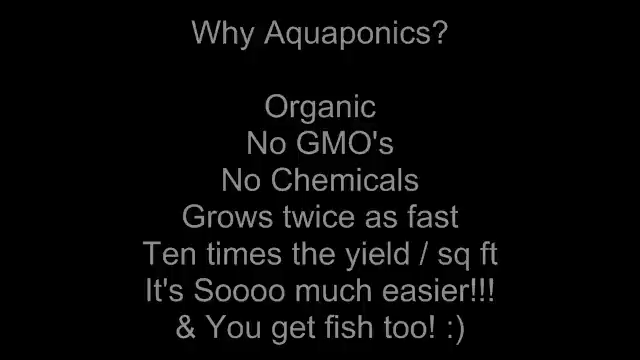 Why Aquaponics?
Organic
No GMO's
No Chemicals
Grows twice as fast
Ten times the yield / sq ft
It's Soooo much easier!!!
& You get fish too! :)